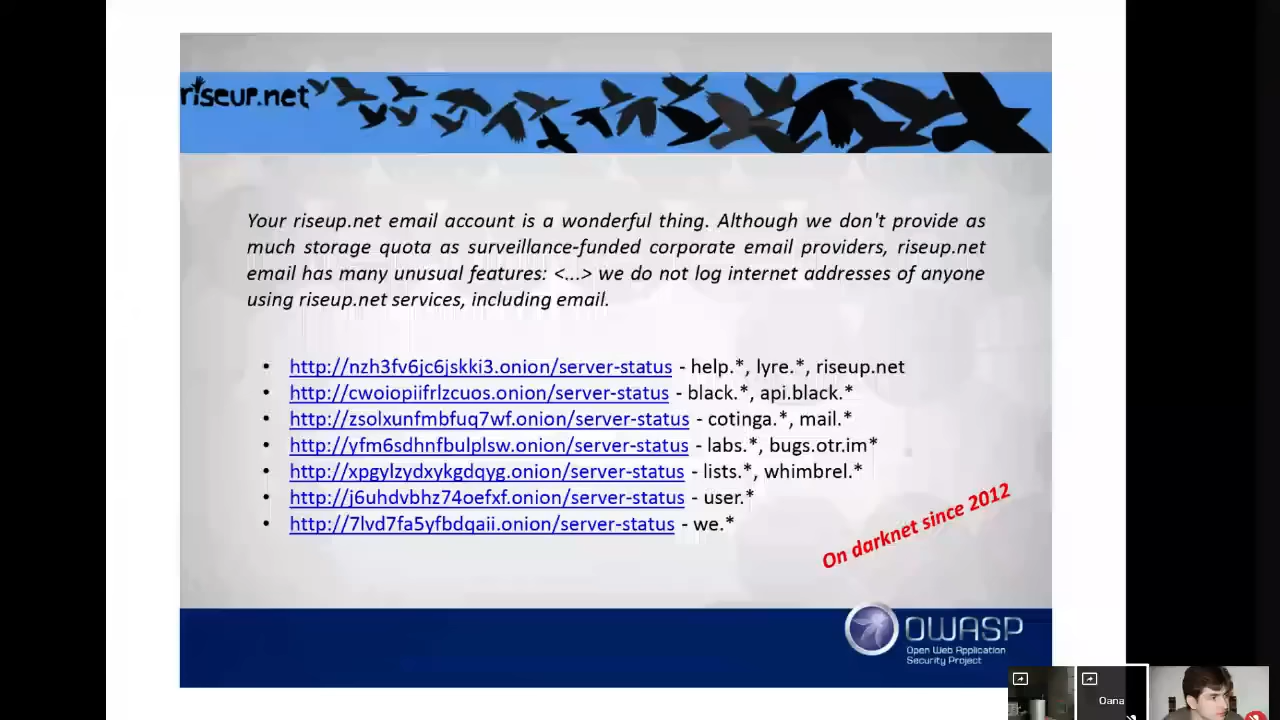 riseup.net
Your riseup.net email account is a wonderful thing. Although we don't provide as
much storage quota as surveillance-funded corporate email providers, riseup.net
email has many unusual features: <...> we do not log internet addresses of anyone
using riseup.net services, including email.
• http://nzh3fv6jc6jskki3.onion/server-status - help.*, lyre.*, riseup.net
• http://cwoiopiifrlzcuos.onion/server-status - black.*, api.black.*
• http://zsolxunfmbfuq7wf.onion/server-status - cotinga.*, mail.*
• http://yfm6sdhnfbulplsw.onion/server-status - labs.*, bugs.otr.im*
• http://xpgylzydxykgdqyg.onion/server-status - lists.*, whimbrel.*
• http://j6uhdvbhz74oefxf.onion/server-status - user.*
• http://7lvd7fa5yfbdqaii.onion/server-status - we.*
On darknet since 2012
OWASP
Open Web Application
Security Project
Oana